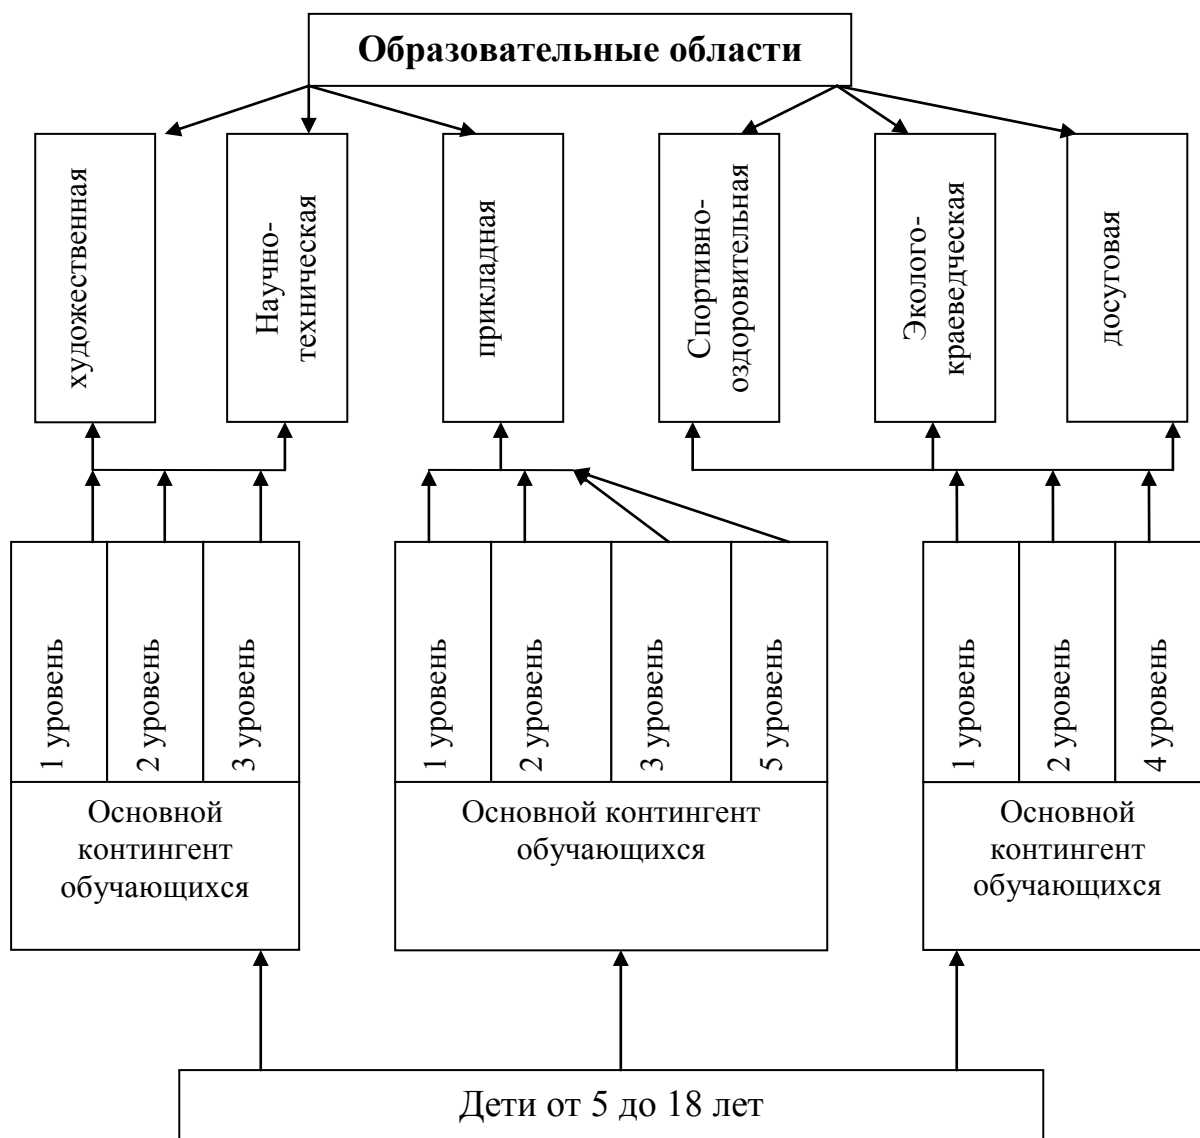 Образовательные области
художественная
Научно-
техническая
прикладная
Спортивно-
оздоровительная
Эколого-
краеведческая
досуговая
1 уровень
2 уровень
3 уровень
1 уровень
2 уровень
3 уровень
5 уровень
1 уровень
2 уровень
4 уровень
Основной
контингент
обучающихся
Основной контингент
обучающихся
Основной
контингент
обучающихся
Дети от 5 до 18 лет